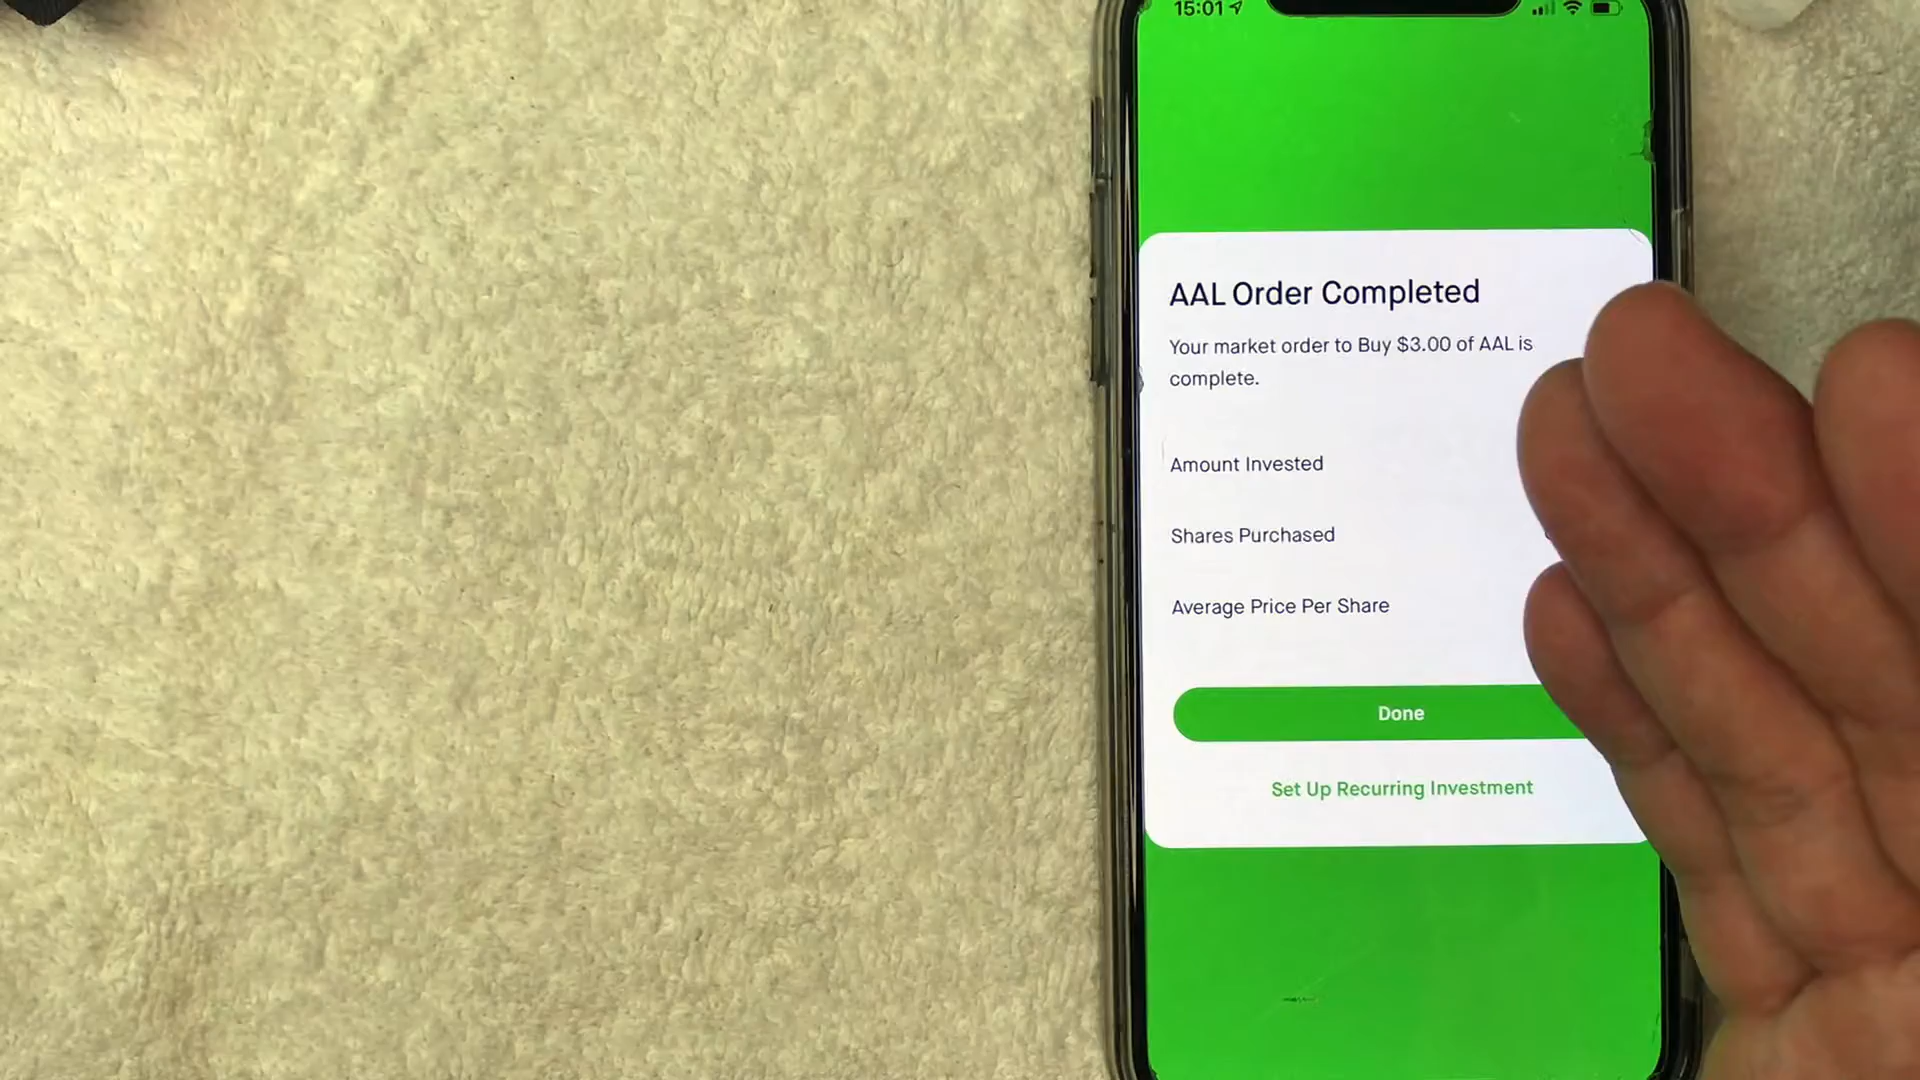 15:01
AAL Order Completed
Your market order to Buy $3.00 of AAL is
complete.
Amount Invested
Shares Purchased
Average Price Per Share
Done
Set Up Recurring Investment